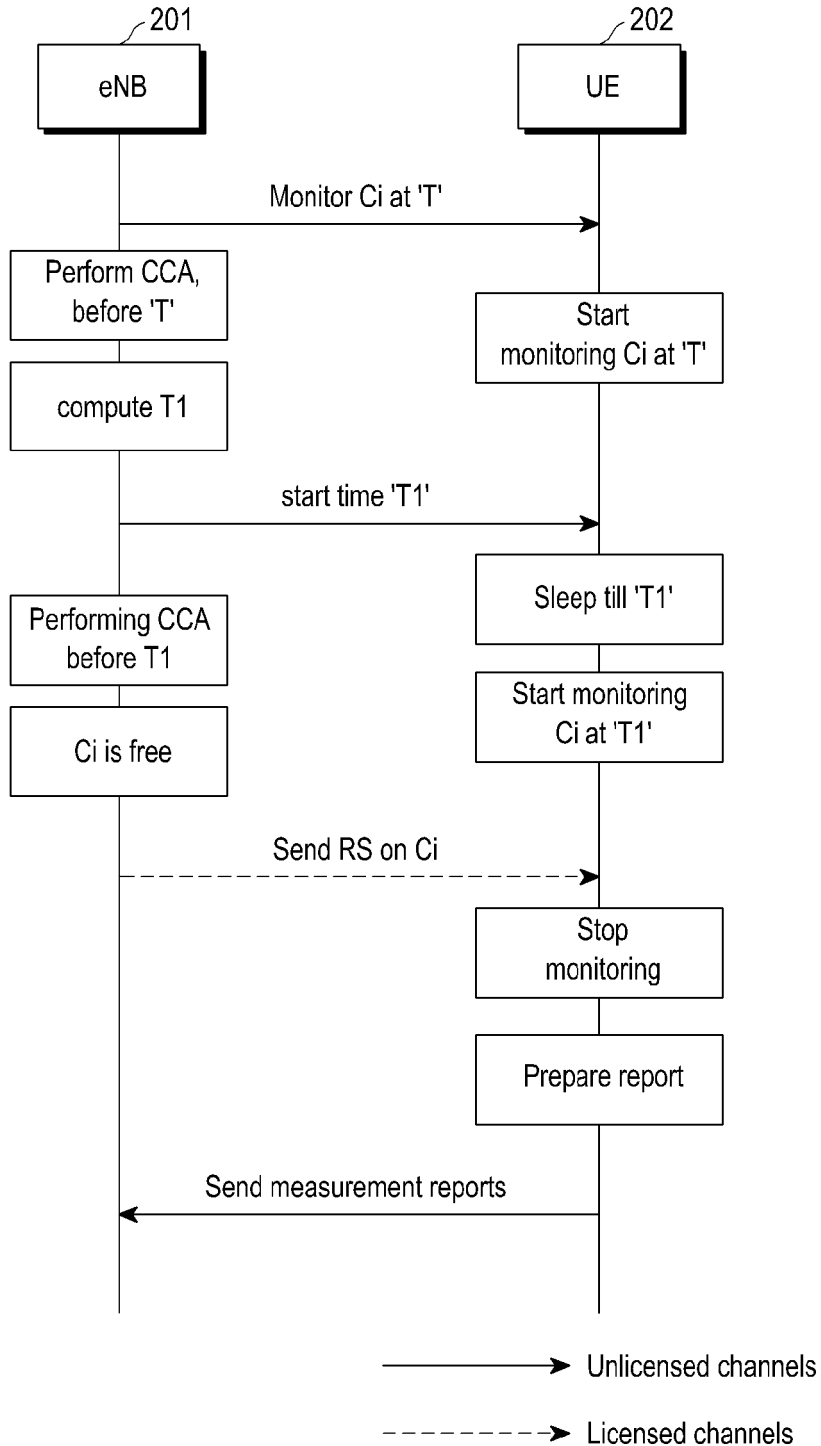 201
202
eNB
UE
Monitor Ci at 'T'
Perform CCA,
before 'T'
Start
monitoring Ci at 'T'
compute T1
start time 'T1'
Sleep till 'T1'
Performing CCA
before T1
Start monitoring
Ci at 'T1'
Ci is free
Send RS on Ci
Stop
monitoring
Prepare report
Send measurement reports
Unlicensed channels
Licensed channels